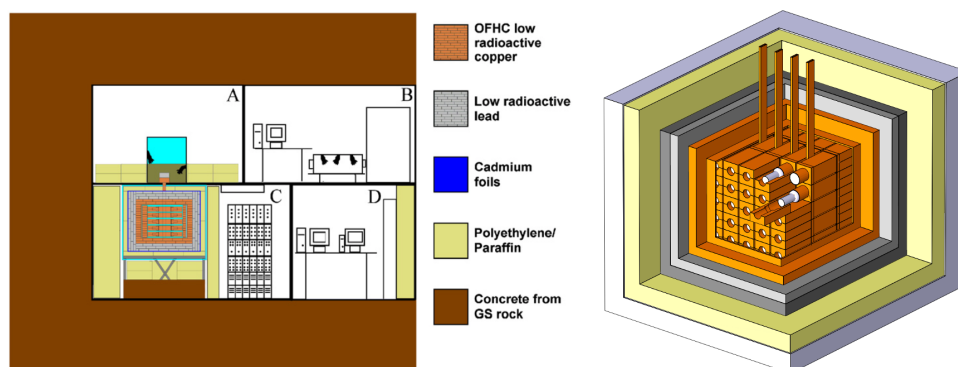 A
B
C
D
OFHC low
radioactive
copper
Low radioactive
lead
Cadmium
foils
Polyethylene/
Paraffin
Concrete from
GS rock